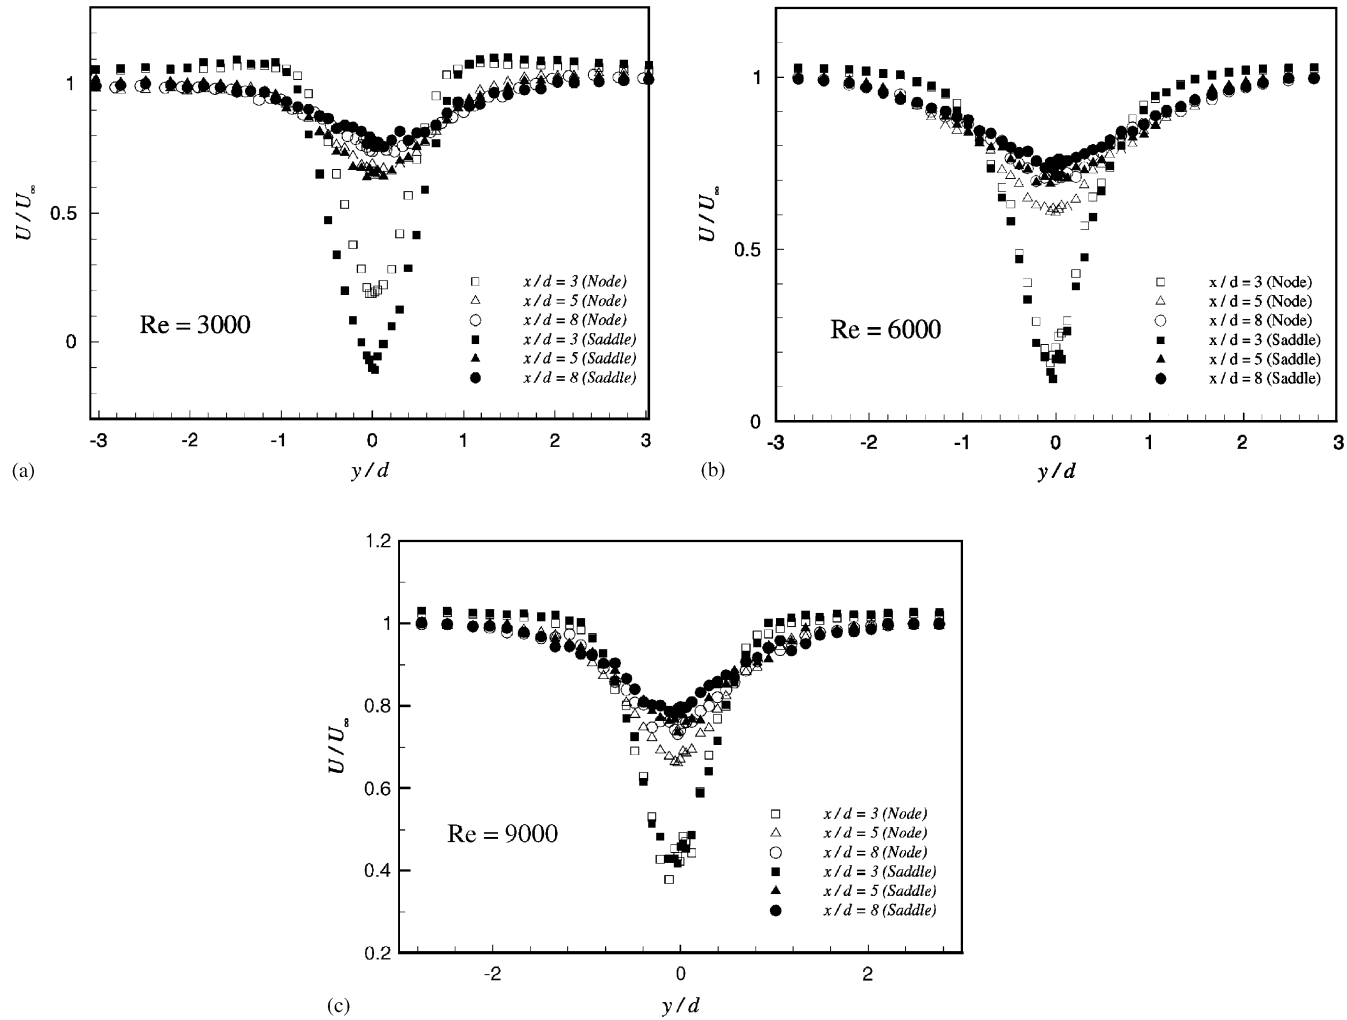 1
0.5
0
U / U∞
Re = 3000
x / d = 3 (Node)
x / d = 5 (Node)
x / d = 8 (Node)
x / d = 3 (Saddle)
x / d = 5 (Saddle)
x / d = 8 (Saddle)
-3 -2 -1 0 1 2 3
(a)
y / d
1
0.5
0
U / U∞
Re = 6000
x / d = 3 (Node)
x / d = 5 (Node)
x / d = 8 (Node)
x / d = 3 (Saddle)
x / d = 5 (Saddle)
x / d = 8 (Saddle)
-3 -2 -1 0 1 2 3
(b)
y / d
1.2
1
0.8
0.6
0.4
0.2
U / U∞
Re = 9000
x / d = 3 (Node)
x / d = 5 (Node)
x / d = 8 (Node)
x / d = 3 (Saddle)
x / d = 5 (Saddle)
x / d = 8 (Saddle)
-2 0 2
(c)
y / d